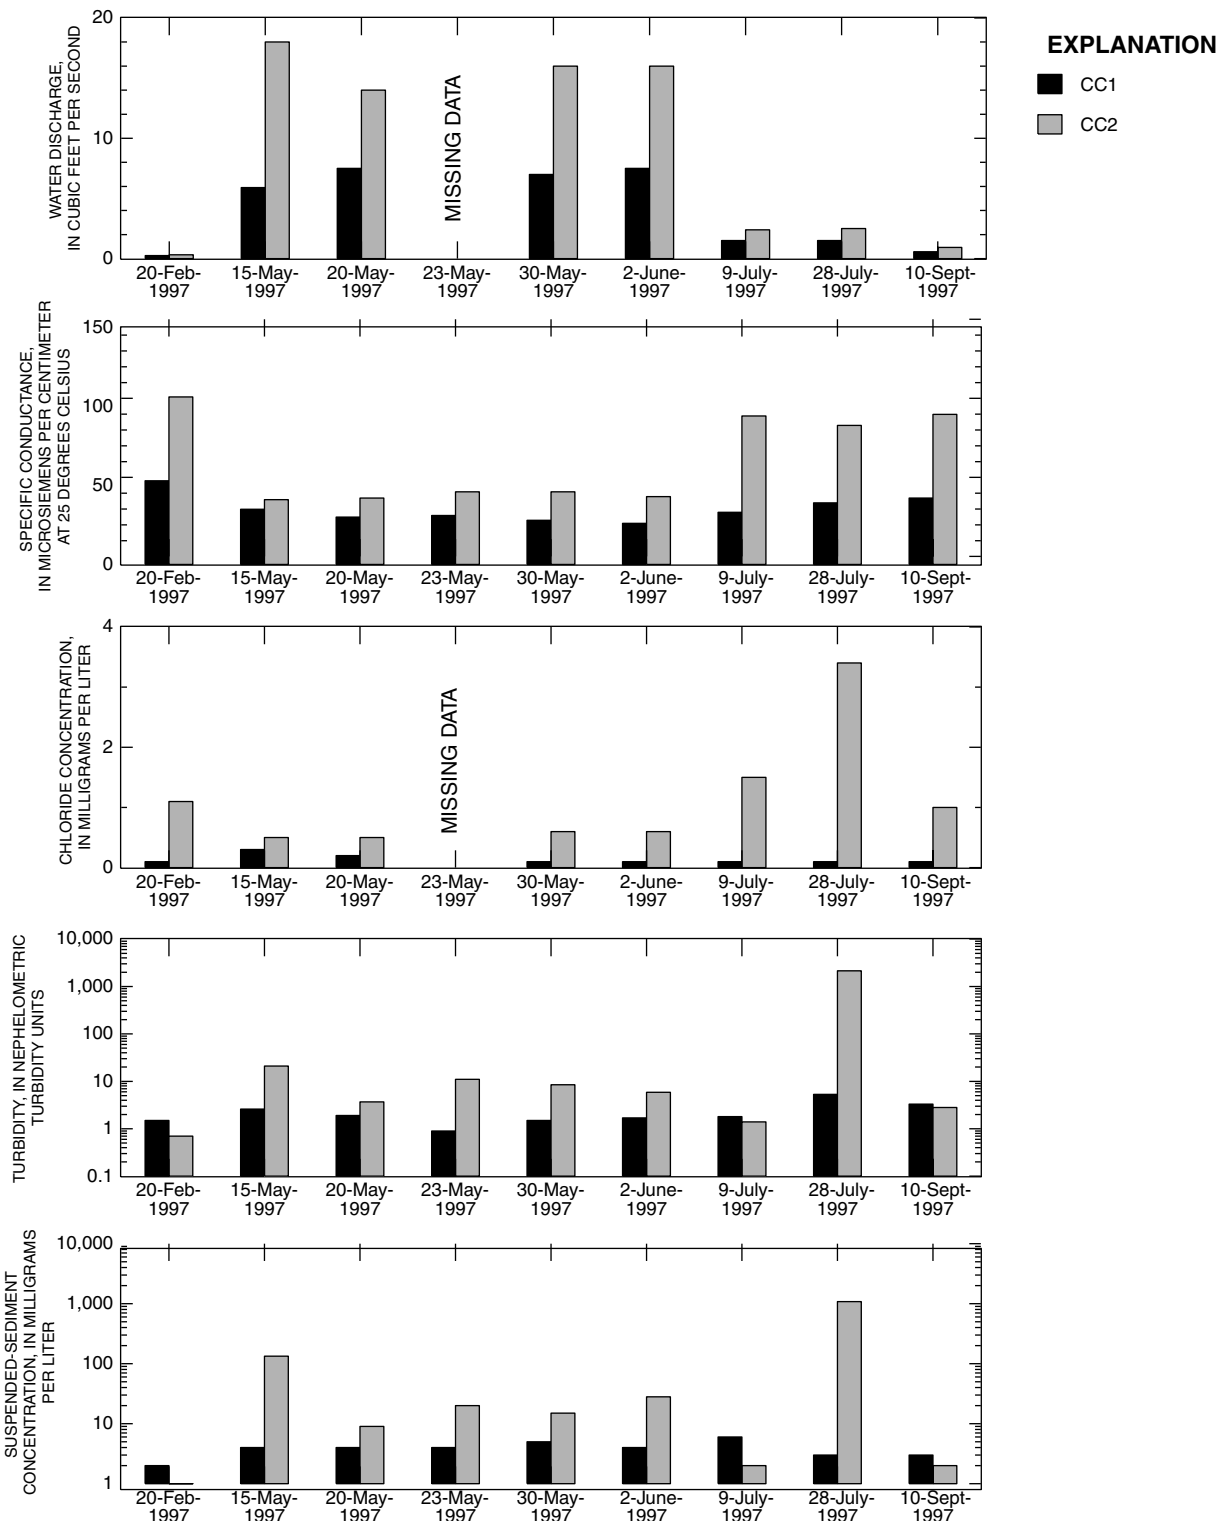 EXPLANATION
CC1
CC2
WATER DISCHARGE,
IN CUBIC FEET PER SECOND
20
10
0
MISSING DATA
20-Feb-
1997
15-May-
1997
20-May-
1997
23-May-
1997
30-May-
1997
2-June-
1997
9-July-
1997
28-July-
1997
10-Sept-
1997
SPECIFIC CONDUCTANCE,
IN MICROSIEMENS PER CENTIMETER
AT 25 DEGREES CELSIUS
150
100
50
0
20-Feb-
1997
15-May-
1997
20-May-
1997
23-May-
1997
30-May-
1997
2-June-
1997
9-July-
1997
28-July-
1997
10-Sept-
1997
CHLORIDE CONCENTRATION,
IN MILLIGRAMS PER LITER
4
2
0
MISSING DATA
20-Feb-
1997
15-May-
1997
20-May-
1997
23-May-
1997
30-May-
1997
2-June-
1997
9-July-
1997
28-July-
1997
10-Sept-
1997
TURBIDITY, IN NEPHELOMETRIC
TURBIDITY UNITS
10,000
1,000
100
10
1
0.1
20-Feb-
1997
15-May-
1997
20-May-
1997
23-May-
1997
30-May-
1997
2-June-
1997
9-July-
1997
28-July-
1997
10-Sept-
1997
SUSPENDED-SEDIMENT
CONCENTRATION, IN MILLIGRAMS
PER LITER
10,000
1,000
100
10
1
20-Feb-
1997
15-May-
1997
20-May-
1997
23-May-
1997
30-May-
1997
2-June-
1997
9-July-
1997
28-July-
1997
10-Sept-
1997